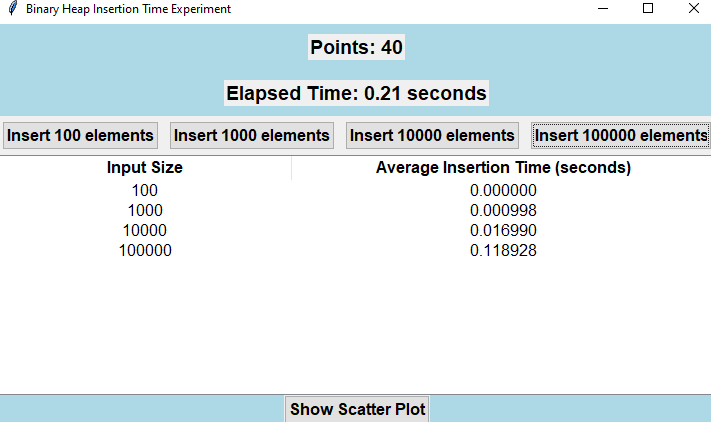 Binary Heap Insertion Time Experiment
Points: 40
Elapsed Time: 0.21 seconds
Insert 100 elements Insert 1000 elements Insert 10000 elements Insert 100000 elements
Input Size Average Insertion Time (seconds)
100 0.000000
1000 0.000998
10000 0.016990
100000 0.118928
Show Scatter Plot